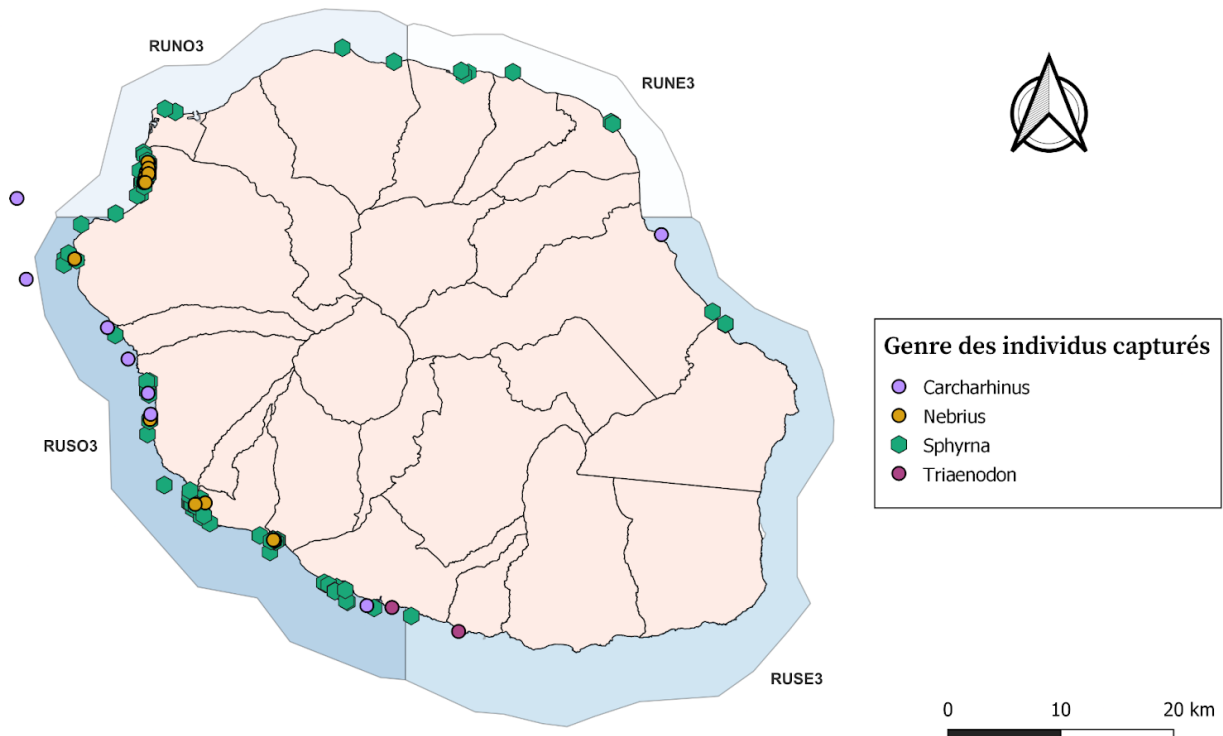 RUNO3
RUNE3
Genre des individus capturés
Carcharhinus
Nebrius
Sphyrna
Triaenodon
RUSO3
RUSE3
0 10 20 km